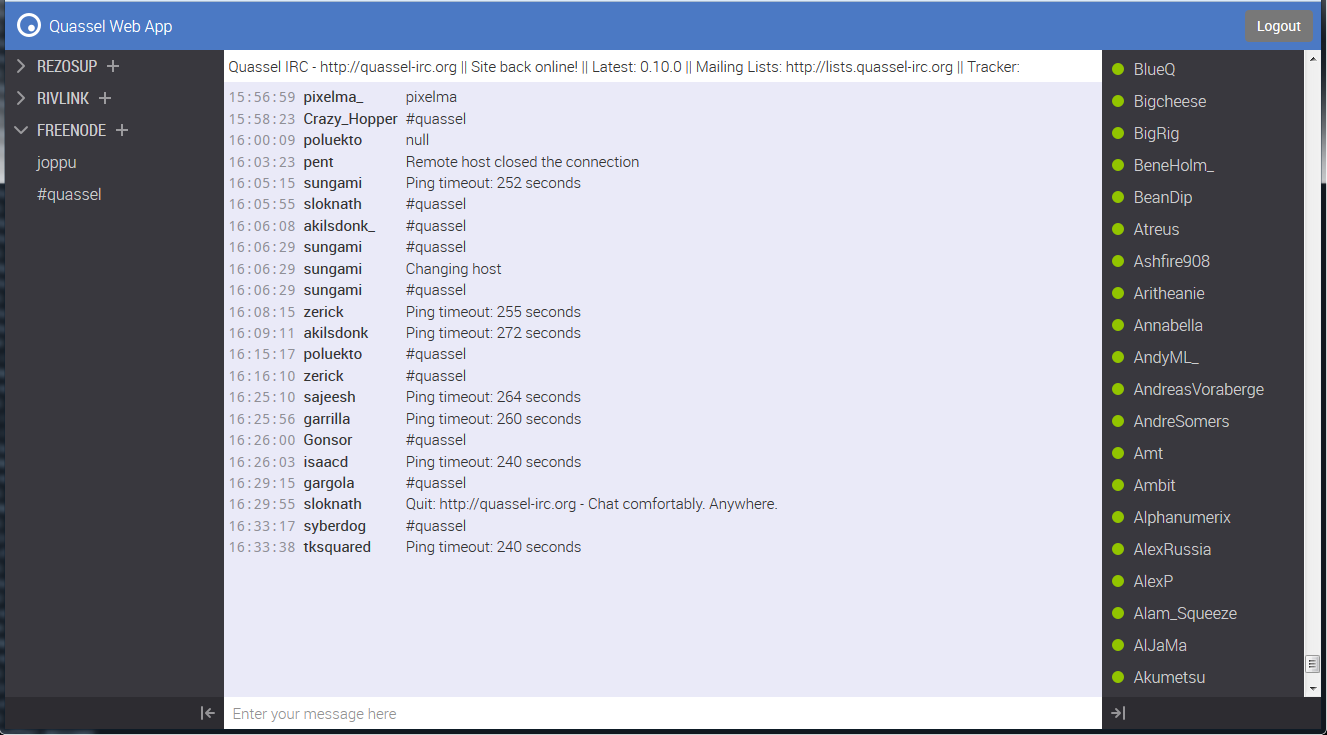 Quassel Web App
Logout
REZOSUP
RIVLINK
FREENODE
joppu
#quassel
Quassel IRC - http://quassel-irc.org || Site back online! || Latest: 0.10.0 || Mailing Lists: http://lists.quassel-irc.org || Tracker:
15:56:59 pixelma_ pixelma
15:58:23 Crazy_Hopper #quassel
16:00:09 poluekto null
16:03:23 pent Remote host closed the connection
16:05:15 sungami Ping timeout: 252 seconds
16:05:55 sloknath #quassel
16:06:08 akilsdonk_ #quassel
16:06:29 sungami #quassel
16:06:29 sungami Changing host
16:06:29 sungami #quassel
16:08:15 zerick Ping timeout: 255 seconds
16:09:11 akilsdonk Ping timeout: 272 seconds
16:15:17 poluekto #quassel
16:16:10 zerick #quassel
16:25:10 sajeesh Ping timeout: 264 seconds
16:25:56 garrilla Ping timeout: 260 seconds
16:26:00 Gonsor #quassel
16:26:03 isaacd Ping timeout: 240 seconds
16:29:15 gargola #quassel
16:29:55 sloknath Quit: http://quassel-irc.org - Chat comfortably. Anywhere.
16:33:17 syberdog #quassel
16:33:38 tksquared Ping timeout: 240 seconds
Enter your message here
BlueQ
Bigcheese
BigRig
BeneHolm_
BeanDip
Atreus
Ashfire908
Aritheanie
Annabella
AndyML_
AndreasVoraberge
AndreSomers
Amt
Ambit
Alphanumerix
AlexRussia
AlexP
Alam_Squeeze
AlJaMa
Akumetsu